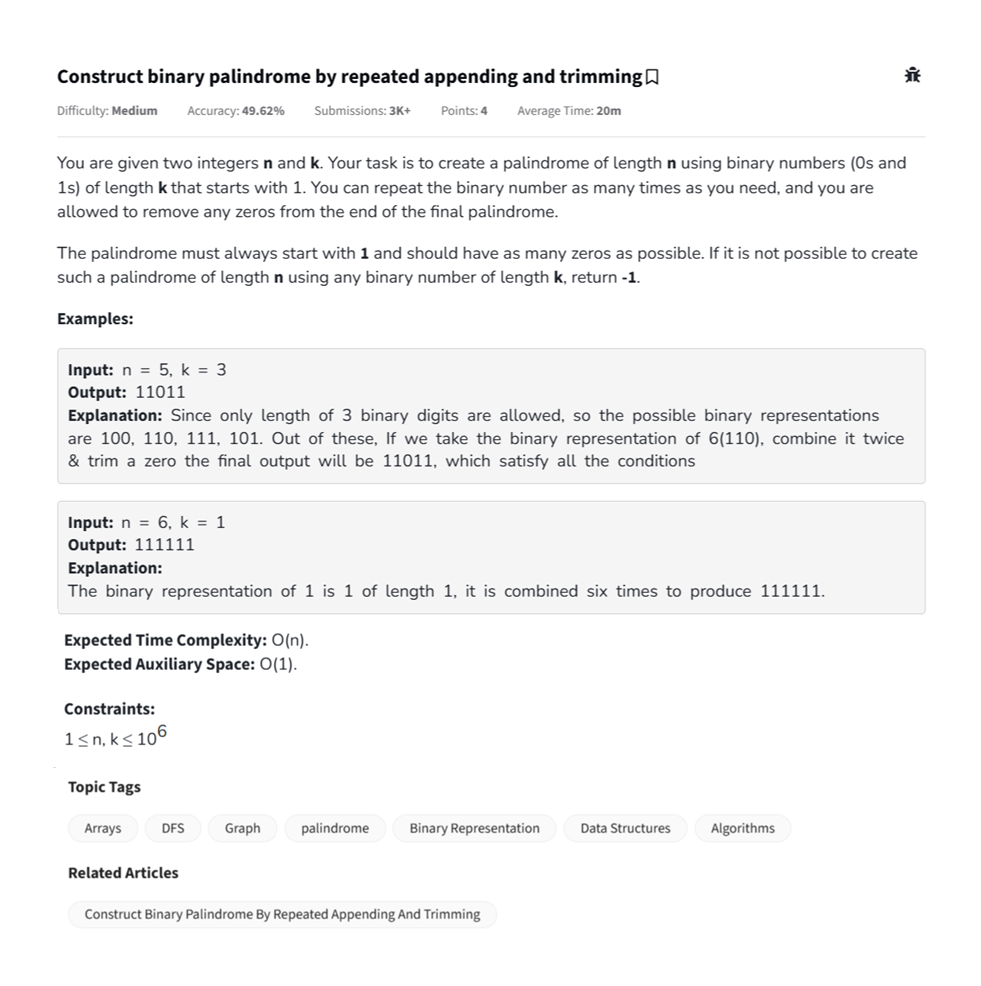 Construct binary palindrome by repeated appending and trimming
Difficulty: Medium Accuracy: 49.62% Submissions: 3K+ Points: 4 Average Time: 20m
You are given two integers n and k. Your task is to create a palindrome of length n using binary numbers (0s and
1s) of length k that starts with 1. You can repeat the binary number as many times as you need, and you are
allowed to remove any zeros from the end of the final palindrome.
The palindrome must always start with 1 and should have as many zeros as possible. If it is not possible to create
such a palindrome of length n using any binary number of length k, return -1.
Examples:
Input: n = 5, k = 3
Output: 11011
Explanation: Since only length of 3 binary digits are allowed, so the possible binary representations
are 100, 110, 111, 101. Out of these, If we take the binary representation of 6(110), combine it twice
& trim a zero the final output will be 11011, which satisfy all the conditions
Input: n = 6, k = 1
Output: 111111
Explanation:
The binary representation of 1 is 1 of length 1, it is combined six times to produce 111111.
Expected Time Complexity: O(n).
Expected Auxiliary Space: O(1).
Constraints:
1 ≤ n, k ≤ 10^6
Topic Tags
Arrays DFS Graph palindrome Binary Representation Data Structures Algorithms
Related Articles
Construct Binary Palindrome By Repeated Appending And Trimming